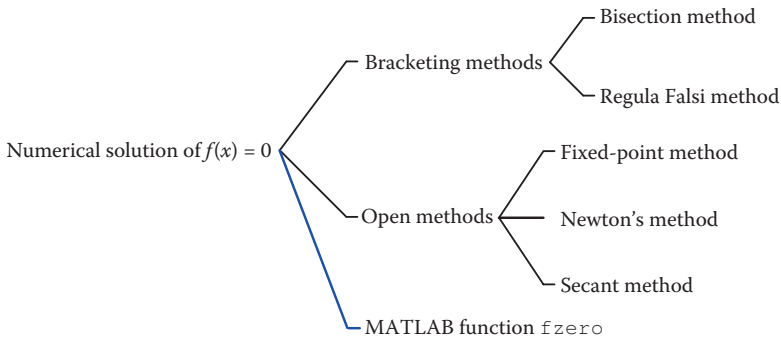 Bisection method
Bracketing methods
Regula Falsi method
Numerical solution of f(x) = 0
Fixed-point method
Open methods
Newton’s method
Secant method
MATLAB function fzero